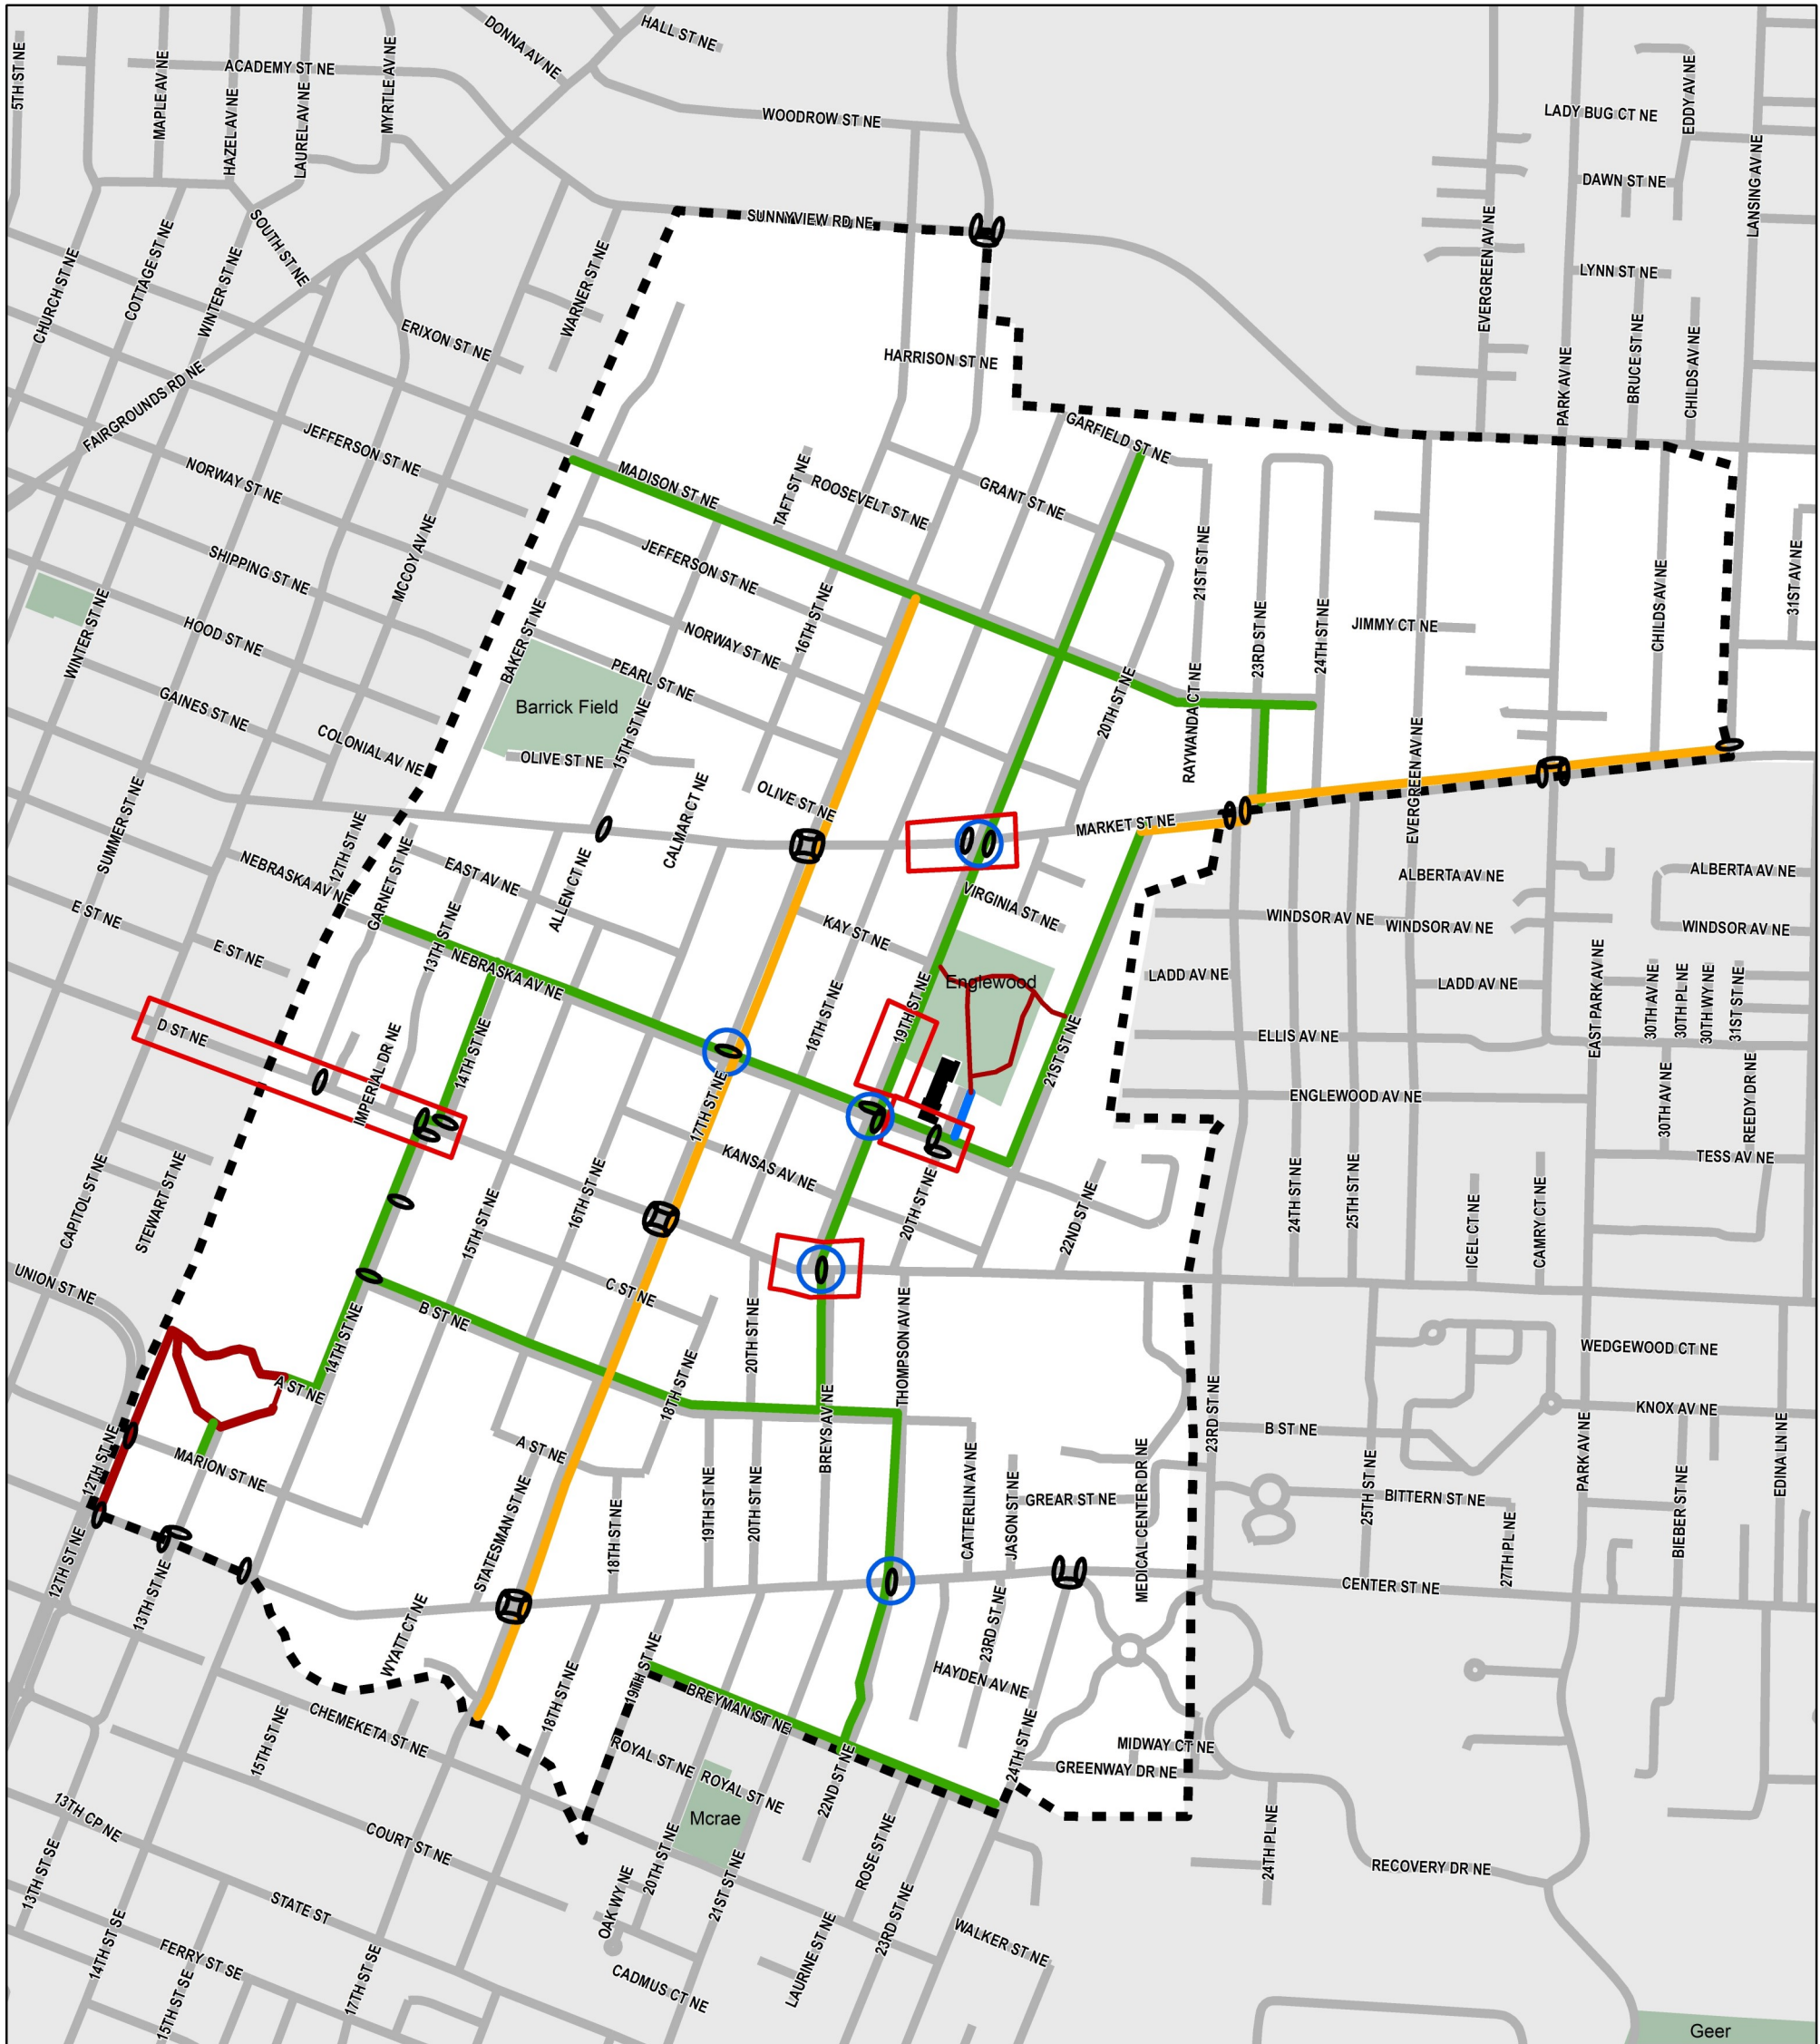 HALL ST NE
DONNA AV NE
5TH ST NE
MAPLE AV NE
HAZEL AV NE
LAUREL AV NE
MYRTLE AV NE
ACADEMY ST NE
WOODROW ST NE
LADY BUG CT NE
EDDY AV NE
LANSING AV NE
DAWN ST NE
SUNNYVIEW RD NE
CHURCH ST NE
COTTAGE ST NE
WINTER ST NE
SOUTH ST NE
WARNER ST NE
EVERGREEN AV NE
LYNN ST NE
ERIXON ST NE
HARRISON ST NE
PARK AV NE
BRUCE ST NE
CHILDS AV NE
FAIRGROUNDS RD NE
JEFFERSON ST NE
GARFIELD ST NE
NORWAY ST NE
MADISON ST NE
TAFT ST NE
ROOSEVELT ST NE
GRANT ST NE
SHIPPING ST NE
MCCOY AV NE
JEFFERSON ST NE
16TH ST NE
21ST ST NE
23RD ST NE
24TH ST NE
CHILDS AV NE
31ST AV NE
WINTER ST NE
HOOD ST NE
BAKER ST NE
NORWAY ST NE
JIMMY CT NE
PEARL ST NE
GAINES ST NE
Barrick Field
20TH ST NE
RAYWANDA CT NE
COLONIAL AV NE
OLIVE ST NE
15TH ST NE
EVERGREEN AV NE
SUMMER ST NE
CALMAR CT NE
OLIVE ST NE
MARKET ST NE
NEBRASKA AV NE
12TH ST NE
GARNET ST NE
EAST AV NE
ALLEN CT NE
VIRGINIA ST NE
ALBERTA AV NE
ALBERTA AV NE
E ST NE
E ST NE
13TH ST NE
KAY ST NE
WINDSOR AV NE
WINDSOR AV NE
WINDSOR AV NE
NEBRASKA AV NE
Englewood
LADD AV NE
LADD AV NE
EAST PARK AV NE
30TH AV NE
30TH PL NE
30TH WY NE
31ST ST NE
D ST NE
IMPERIAL DR NE
14TH ST NE
18TH ST NE
19TH ST NE
21ST ST NE
ELLIS AV NE
17TH ST NE
ENGLEWOOD AV NE
30TH AV NE
REEDY DR NE
CAPITOL ST NE
STEWART ST NE
15TH ST NE
16TH ST NE
KANSAS AV NE
20TH ST NE
22ND ST NE
24TH ST NE
25TH ST NE
TESS AV NE
ICEL CT NE
CAMRY CT NE
UNION ST NE
14TH ST NE
B ST NE
C ST NE
20TH ST NE
THOMPSON AV NE
WEDGEWOOD CT NE
A ST NE
18TH ST NE
BREYS AV NE
23RD ST NE
KNOX AV NE
B ST NE
12TH ST NE
MARION ST NE
A ST NE
STATESMAN ST NE
18TH ST NE
19TH ST NE
20TH ST NE
CATTERLIN AV NE
JASON ST NE
GREAR ST NE
MEDICAL CENTER DR NE
25TH ST NE
BITTERN ST NE
27TH PL NE
PARK AV NE
BIEBER ST NE
EDINA LN NE
12TH ST NE
13TH ST NE
CENTER ST NE
WYATT CT NE
18TH ST NE
19TH ST NE
23RD ST NE
HAYDEN AV NE
BREYMAN ST NE
CHEMEKETA ST NE
15TH ST NE
ROYAL ST NE
ROYAL ST NE
22ND ST NE
24TH ST NE
MIDWAY CT NE
GREENWAY DR NE
Mcrae
13TH CP NE
COURT ST NE
13TH ST SE
OAK WY NE
20TH ST NE
21ST ST NE
ROSE ST NE
24TH PL NE
RECOVERY DR NE
STATE ST
14TH ST SE
FERRY ST SE
15TH ST SE
17TH ST SE
CADMUS CT NE
LAURINE ST NE
23RD ST NE
WALKER ST NE
Geer